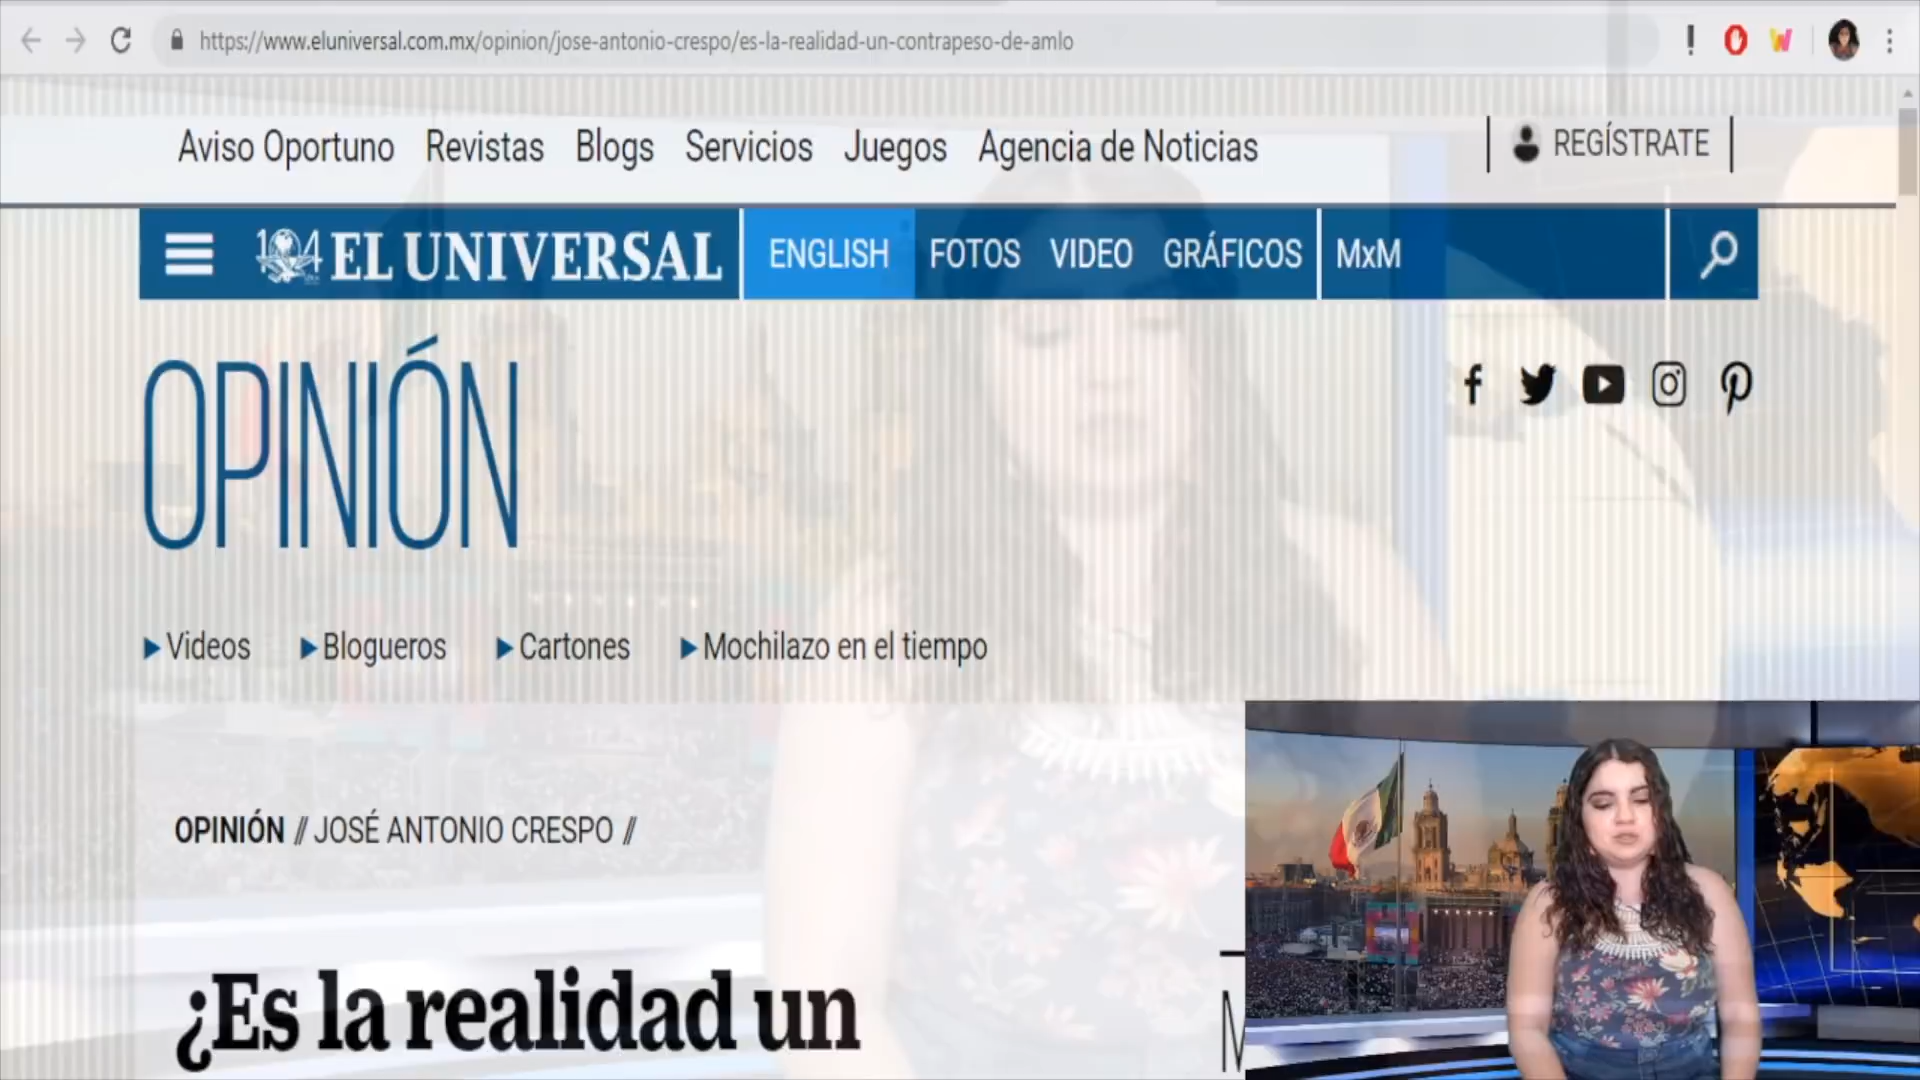 https://www.eluniversal.com.mx/opinion/jose-antonio-crespo/es-la-realidad-un-contrapeso-de-amlo
Aviso Oportuno Revistas Blogs Servicios Juegos Agencia de Noticias REGÍSTRATE
104 EL UNIVERSAL ENGLISH FOTOS VIDEO GRÁFICOS MxM
OPINIÓN
Videos Blogueros Cartones Mochilazo en el tiempo
OPINIÓN // JOSÉ ANTONIO CRESPO //
¿Es la realidad un